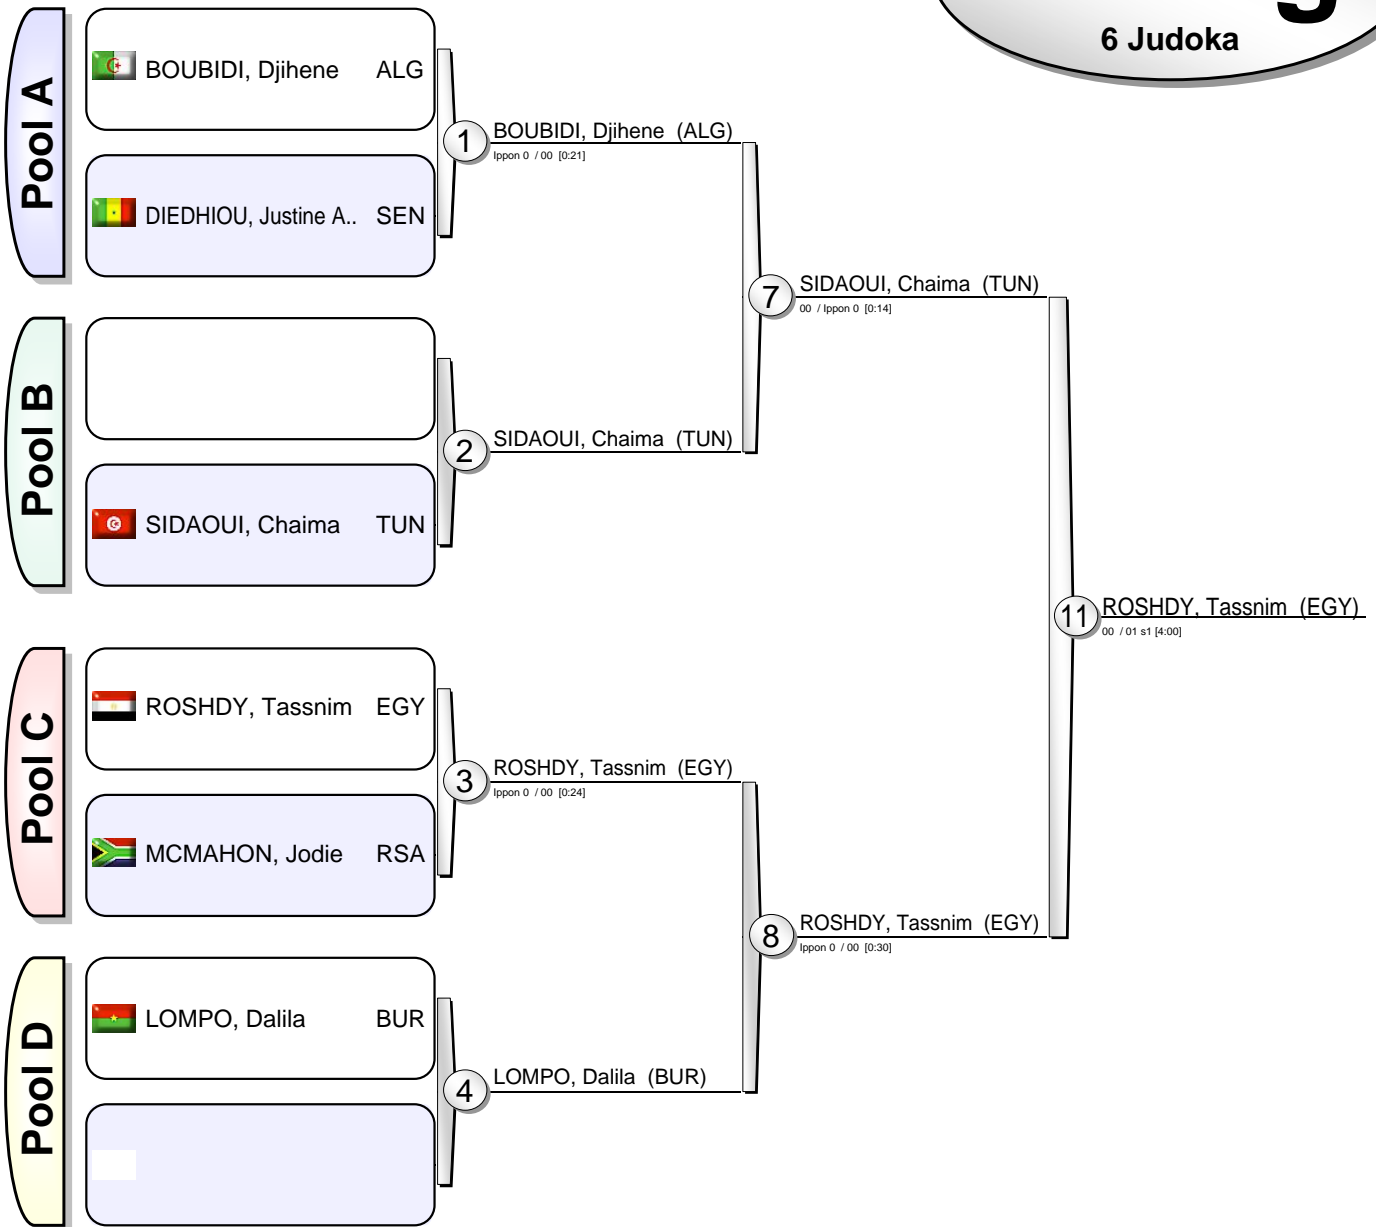 g
6 Judoka
Pool A
BOUBIDI, Djihene ALG
DIEDHIOU, Justine A.. SEN
1
BOUBIDI, Djihene (ALG)
Ippon 0 / 00 [0:21]
7
SIDAOUI, Chaima (TUN)
00 / Ippon 0 [0:14]
Pool B
SIDAOUI, Chaima TUN
2
SIDAOUI, Chaima (TUN)
11
ROSHDY, Tassnim (EGY)
00 / 01 s1 [4:00]
Pool C
ROSHDY, Tassnim EGY
MCMAHON, Jodie RSA
3
ROSHDY, Tassnim (EGY)
Ippon 0 / 00 [0:24]
8
ROSHDY, Tassnim (EGY)
Ippon 0 / 00 [0:30]
Pool D
LOMPO, Dalila BUR
4
LOMPO, Dalila (BUR)